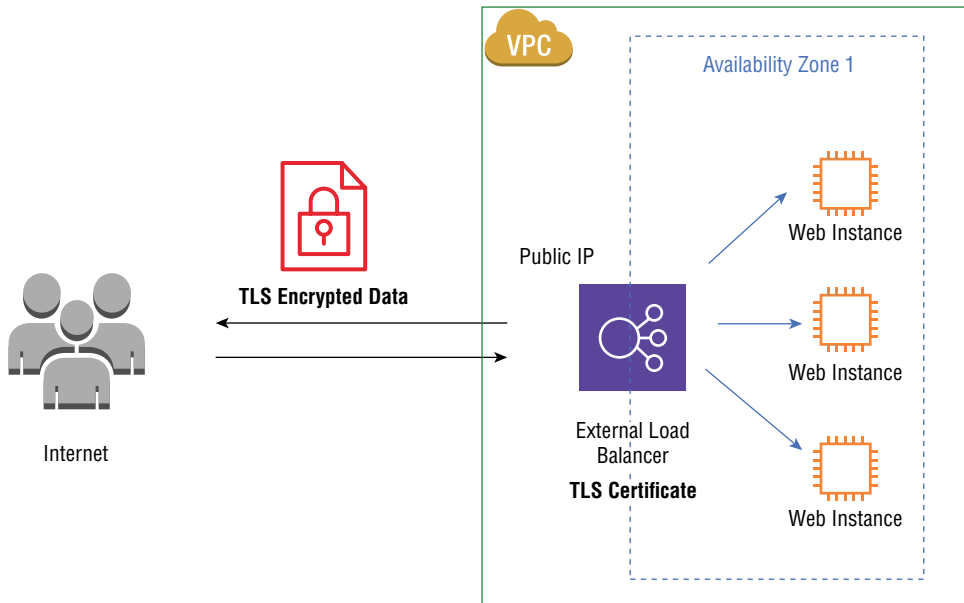 VPC
Availability Zone 1
TLS Encrypted Data
Internet
Public IP
External Load
Balancer
TLS Certificate
Web Instance
Web Instance
Web Instance